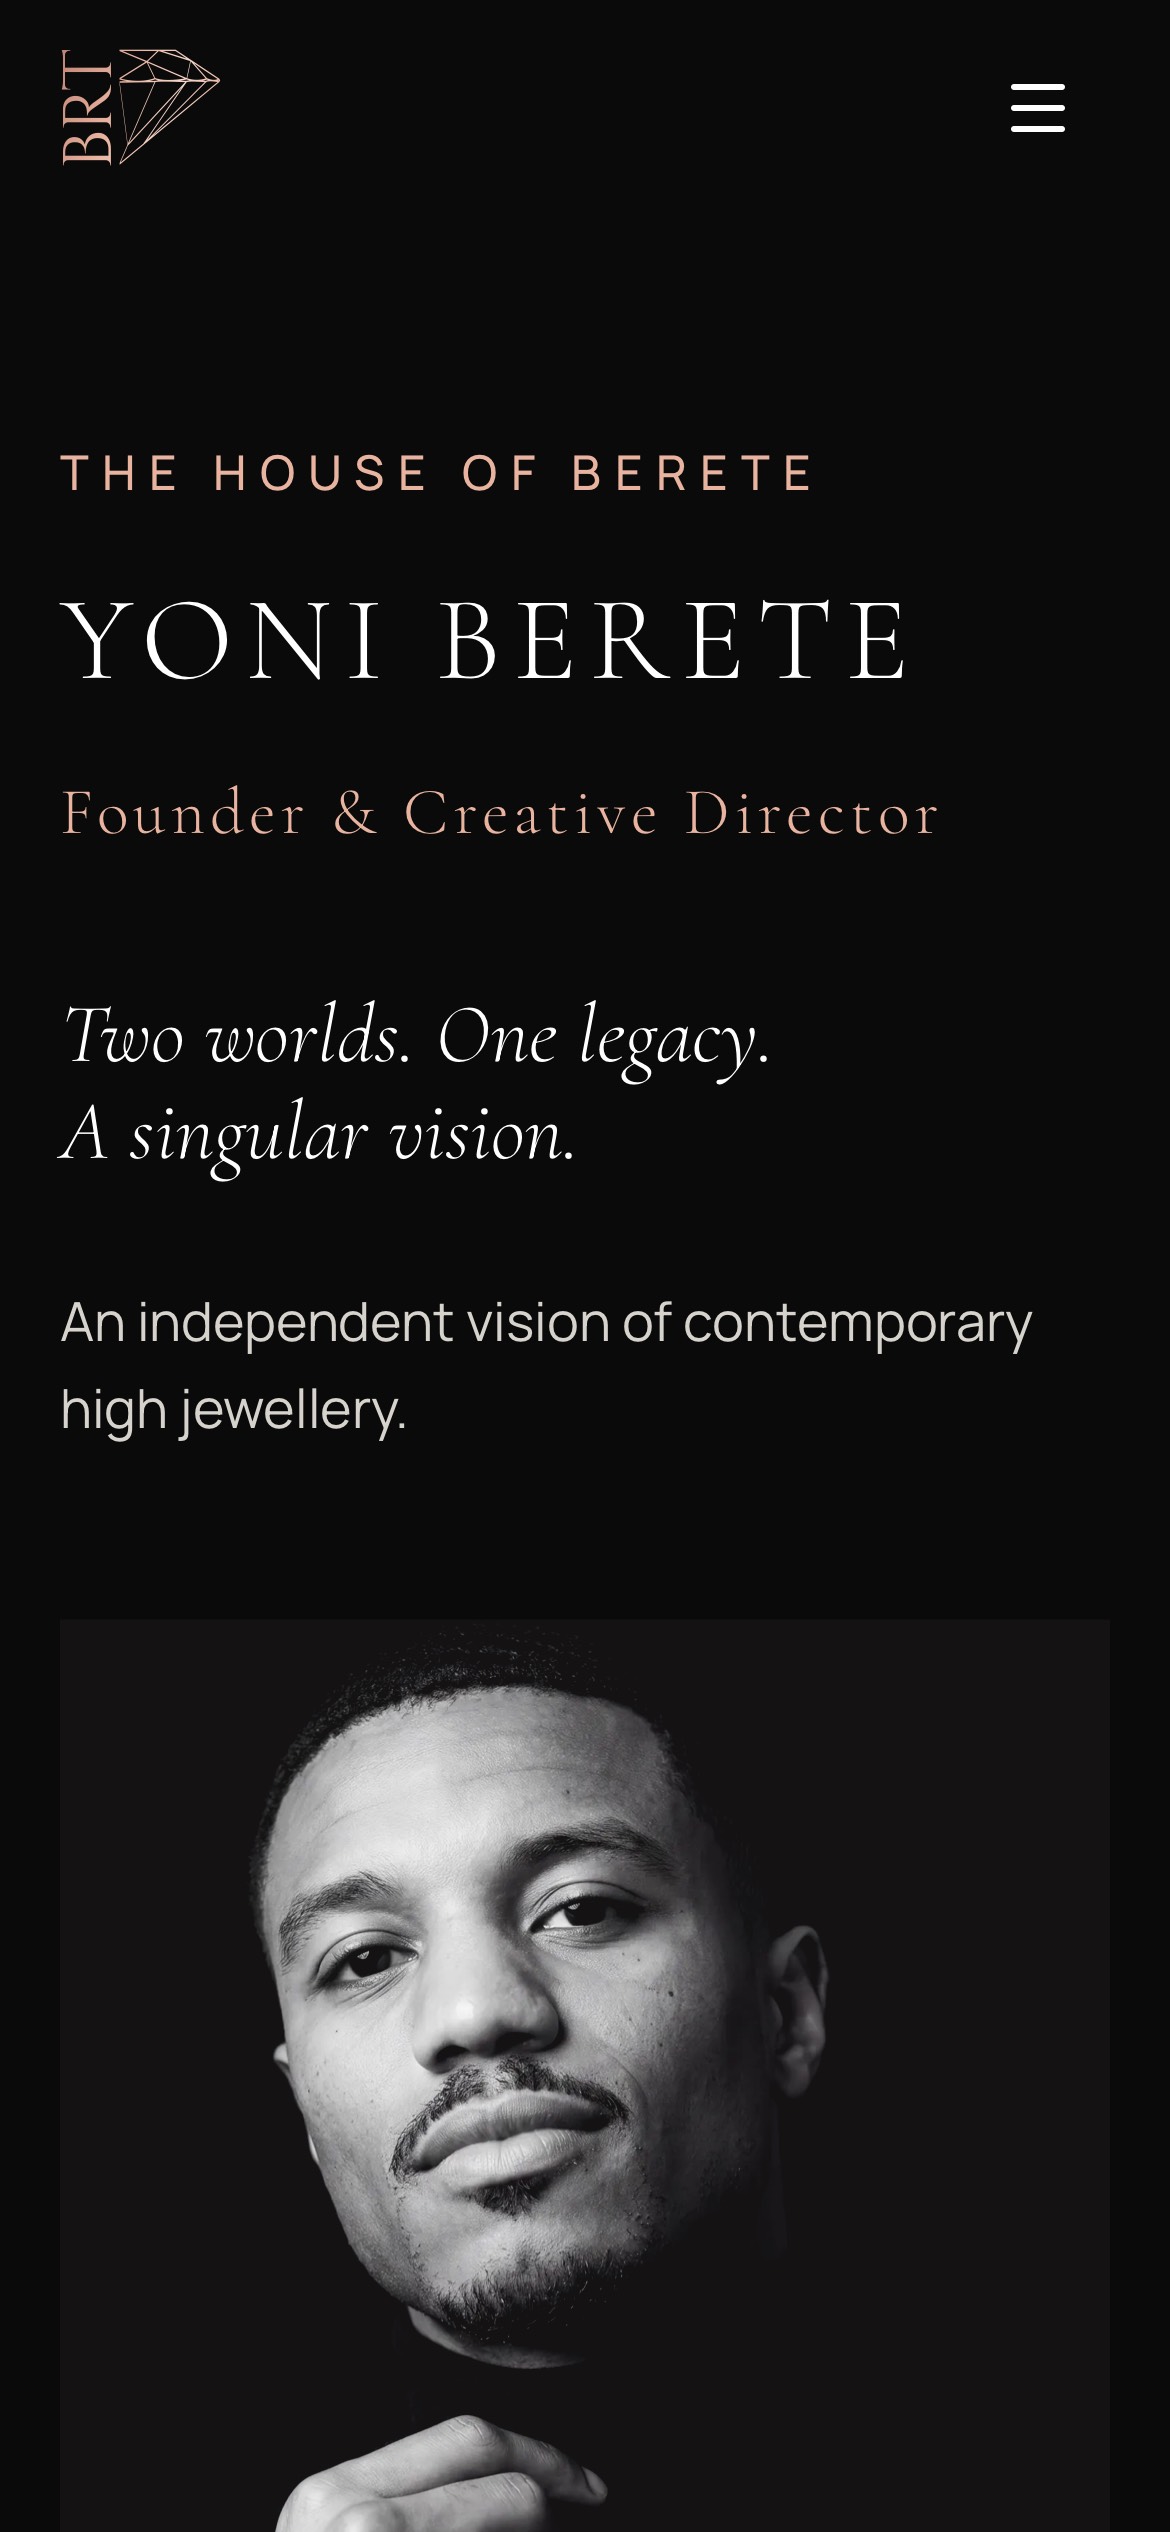 BRT
THE HOUSE OF BERETE
YONI BERETE
Founder & Creative Director
Two worlds. One legacy.
A singular vision.
An independent vision of contemporary
high jewellery.